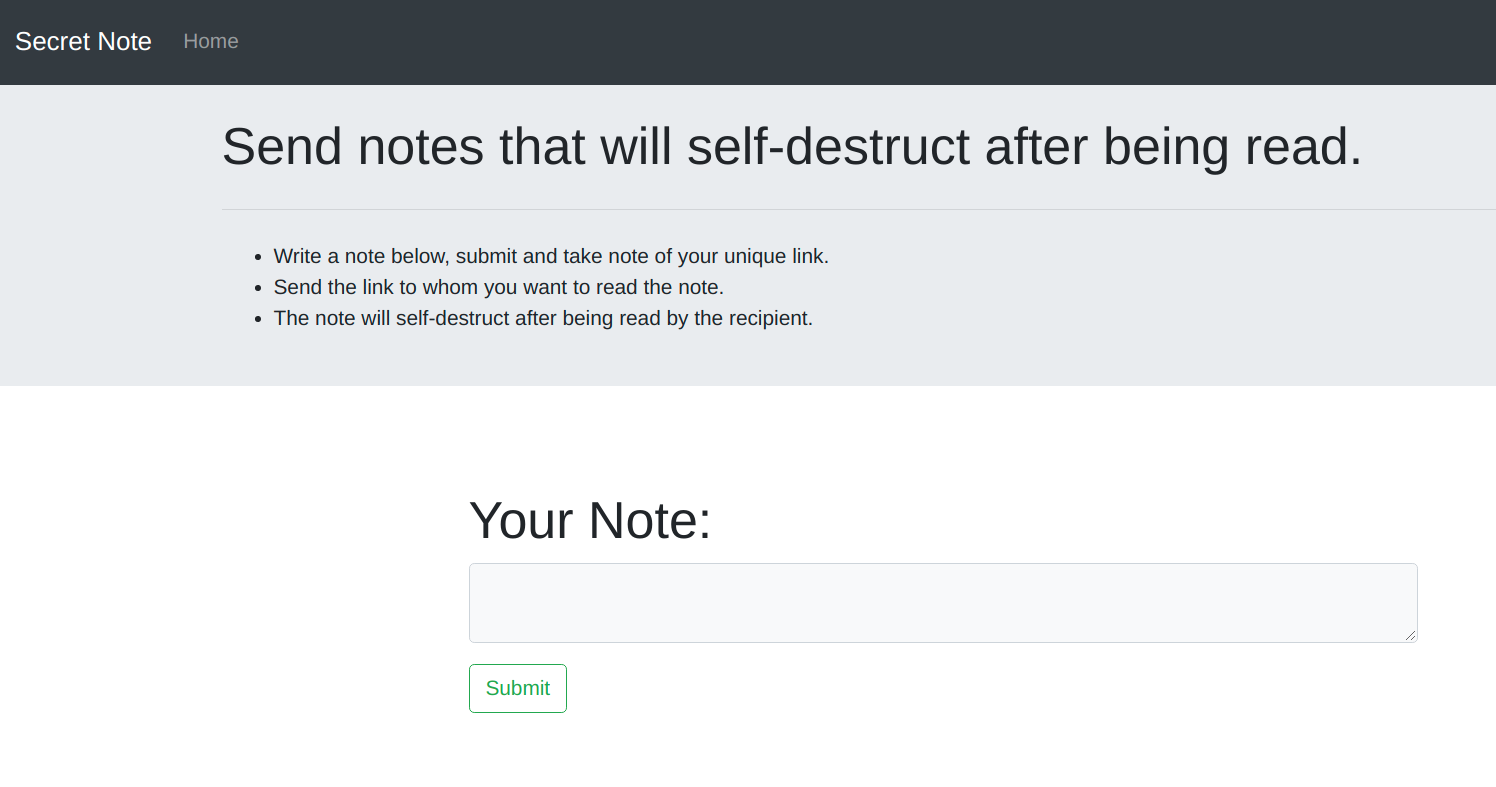 Secret Note Home
Send notes that will self-destruct after being read.
Write a note below, submit and take note of your unique link.
Send the link to whom you want to read the note.
The note will self-destruct after being read by the recipient.
Your Note:
Submit